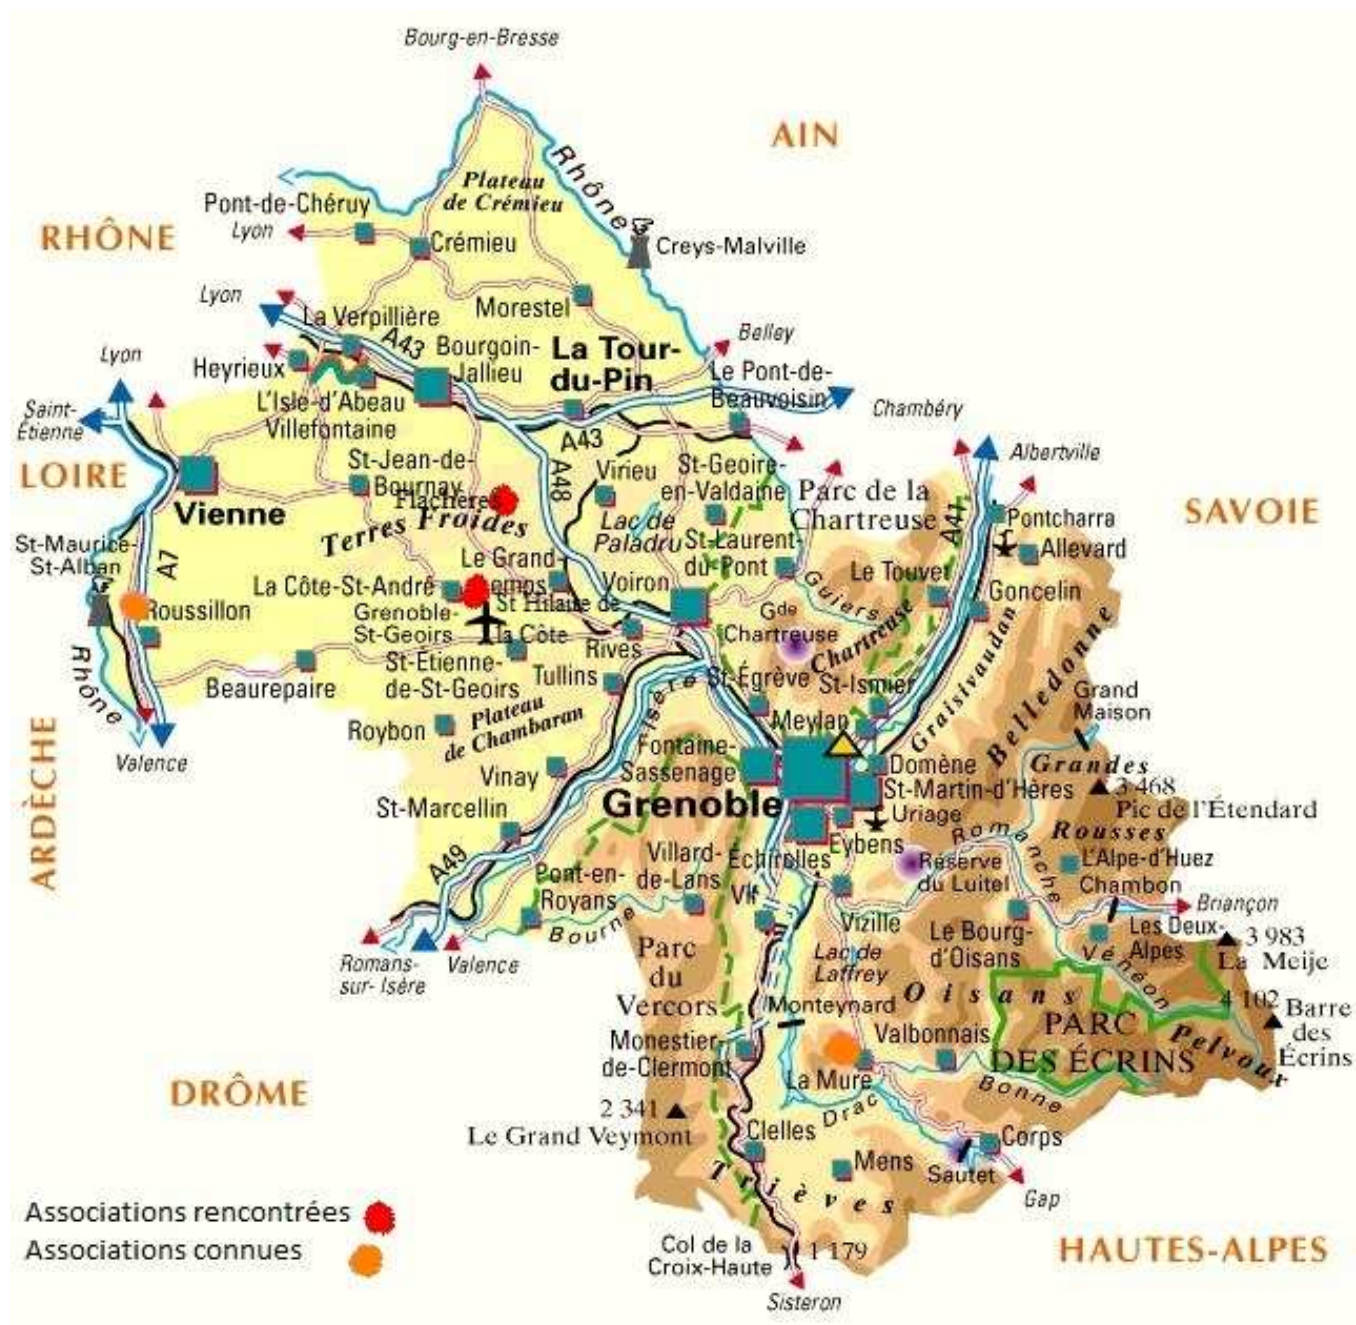 Bourg-en-Bresse
AIN
Rhône
Plateau
de Crémieu
Pont-de-Chéruy
RHÔNE
Lyon
Crémieu
Creys-Malville
Lyon
La Verpillière
Morestel
A43
Belley
Lyon
Heyrieux
Bourgoin-
Jallieu
La Tour-
du-Pin
Le Pont-de-
Beauvoisin
Saint-
Étienne
L'Isle-d'Abeau
Villefontaine
Chambéry
A43
Albertville
LOIRE
St-Jean-de-
Bournay
A48
Virieu
St-Geoire-
en-Valdaine
Parc de la
Chartreuse
A41
SAVOIE
Vienne
Flachères
Terres Froides
Lac de
Paladru
Pontcharra
St-Maurice-
St-Alban
A7
St-Laurent-
du-Pont
Allevard
Le Grand-
Lemps
La Côte-St-André
Voiron
Le Touvet
Goncelin
Guiers
Roussillon
St Hilaire de
la Côte
Grenoble-
St-Geoirs
Gde
Chartreuse
Chartreuse
Rives
Rhône
Beaurepaire
St-Étienne-
de-St-Geoirs
Tullins
Isère
St-Égrève
St-Ismier
Graisivaudan
Belledonne
Grand
Maison
Roybon
Plateau
de Chambaran
Meylan
Valence
Vinay
Fontaine-
Sassenage
Domène
Grandes
Rousses
3 468
Pic de l'Étendard
ARDÈCHE
St-Marcellin
Grenoble
St-Martin-d'Hères
Uriage
Eybens
Romanche
A49
Villard-
de-Lans
Echirolles
Réserve
du Luitel
L'Alpe-d'Huez
Chambon
Pont-en-
Royans
Vif
Vizille
Briançon
Bourne
Le Bourg-
d'Oisans
Les Deux-
Alpes
3 983
La Meije
Romans-
sur-Isère
Valence
Parc
du
Vercors
Lac de
Laffrey
Vénéon
Oisans
4 102
Barre
des
Écrins
Monteynard
Valbonnais
PARC
DES ÉCRINS
Pelvoux
Monestier-
de-Clermont
La Mure
Bonne
DRÔME
2 341
Le Grand Veymont
Drac
Clelles
Corps
Mens
Sautet
Trièves
Gap
Associations rencontrées
Associations connues
Col de la
Croix-Haute
1 179
HAUTES-ALPES
Sisteron